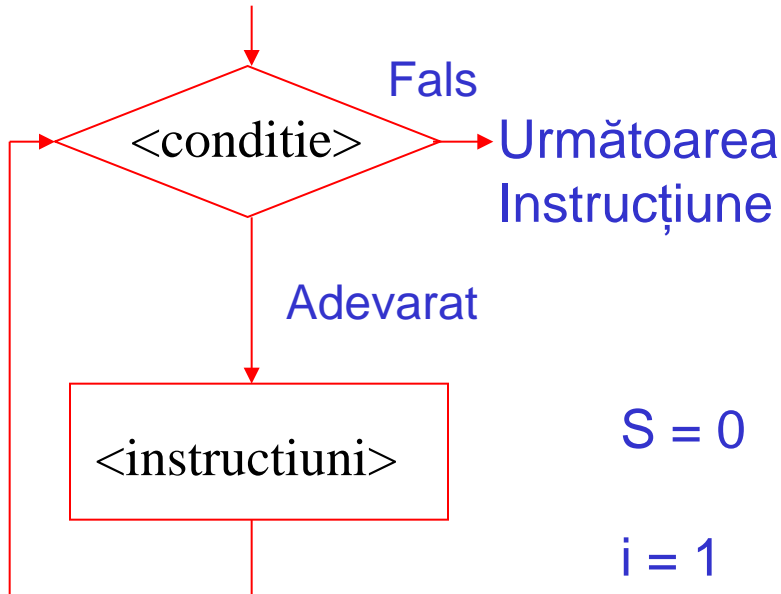 Fals
<conditie>
Următoarea
Instrucțiune
Adevarat
<instructiuni>
S = 0
i = 1